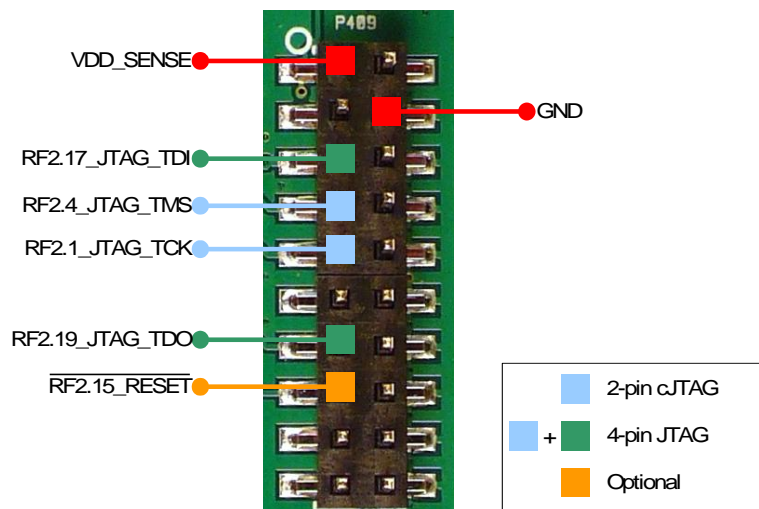 P409
VDD_SENSE
GND
RF2.17_JTAG_TDI
RF2.4_JTAG_TMS
RF2.1_JTAG_TCK
RF2.19_JTAG_TDO
RF2.15_RESET
2-pin cJTAG
+
4-pin JTAG
Optional